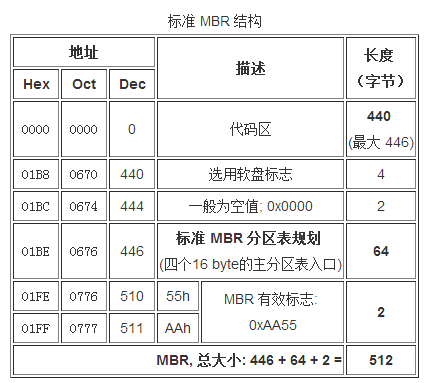 标准 MBR 结构
地址 描述 长度
（字节）
Hex Oct Dec
0000 0000 0 代码区 440
(最大 446)
01B8 0670 440 选用软盘标志 4
01BC 0674 444 一般为空值; 0x0000 2
01BE 0676 446 标准 MBR 分区表规划
(四个16 byte的主分区表入口) 64
01FE 0776 510 55h MBR 有效标志:
0xAA55 2
01FF 0777 511 AAh
MBR, 总大小: 446 + 64 + 2 = 512